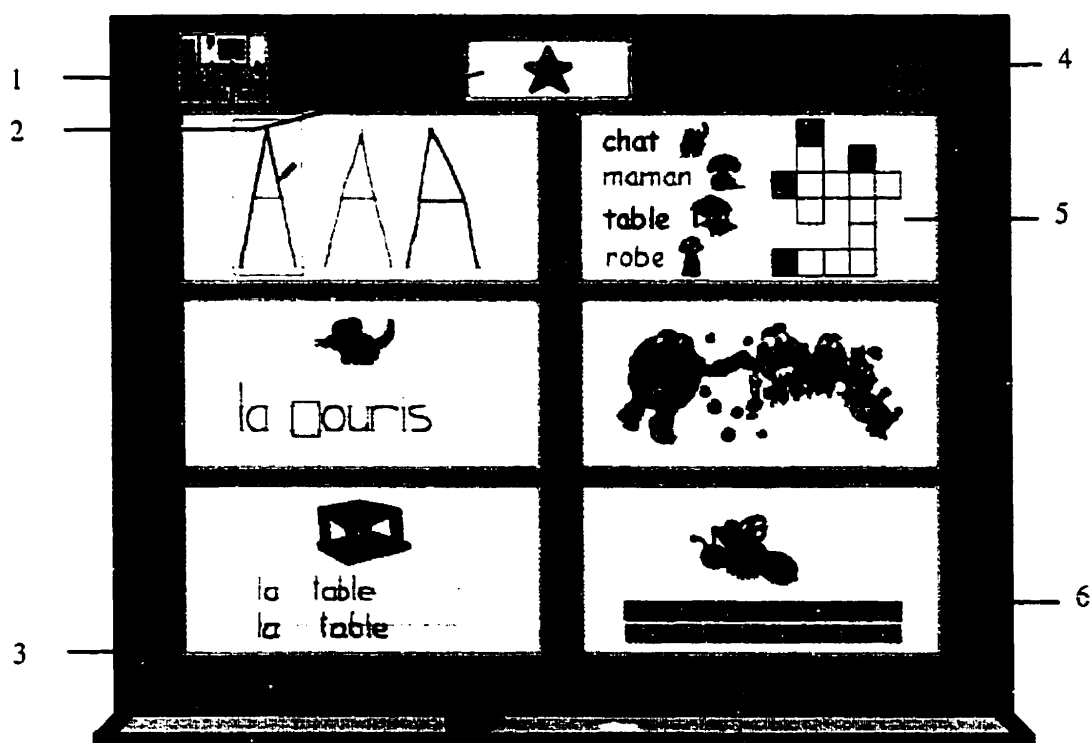 1
4
2
A A A
chat
maman
table
robe
5
la ouris
la table
la table
6
3